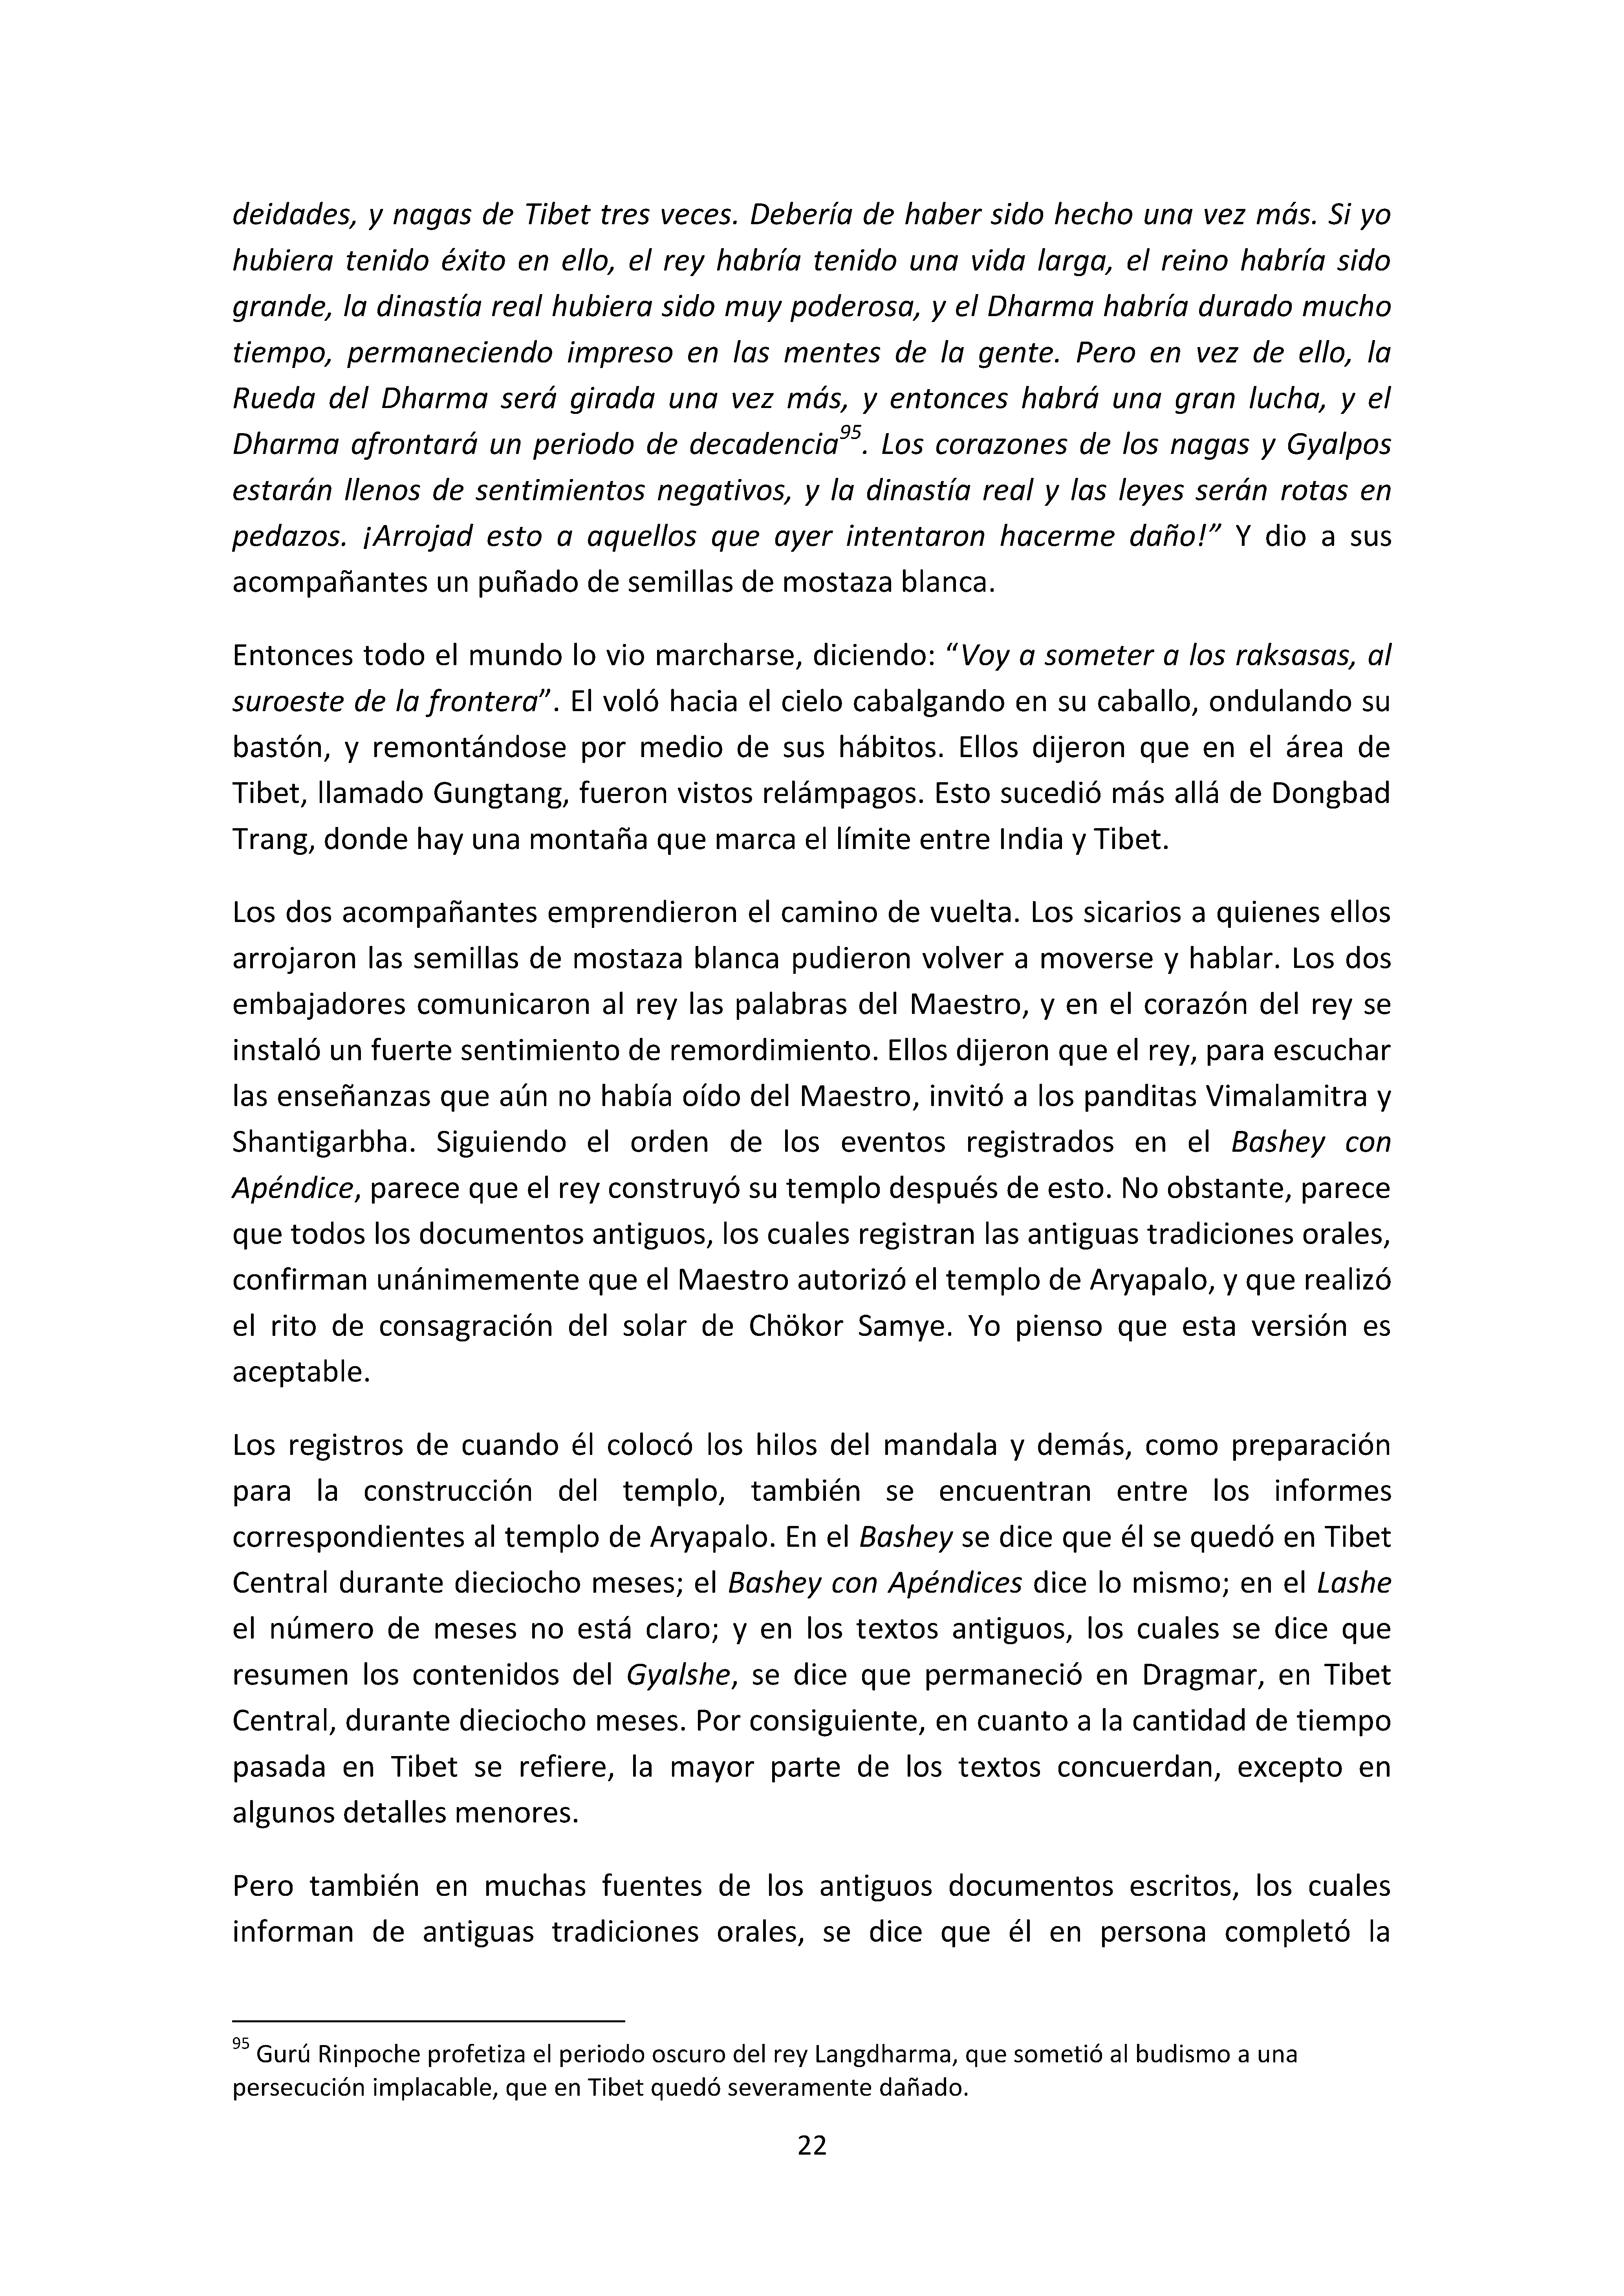 deidades, y nagas de Tibet tres veces. Debería de haber sido hecho una vez más. Si yo
hubiera tenido éxito en ello, el rey habría tenido una vida larga, el reino habría sido
grande, la dinastía real hubiera sido muy poderosa, y el Dharma habría durado mucho
tiempo, permaneciendo impreso en las mentes de la gente. Pero en vez de ello, la
Rueda del Dharma será girada una vez más, y entonces habrá una gran lucha, y el
Dharma afrontará un periodo de decadencia95. Los corazones de los nagas y Gyalpos
estarán llenos de sentimientos negativos, y la dinastía real y las leyes serán rotas en
pedazos. ¡Arrojad esto a aquellos que ayer intentaron hacerme daño!” Y dio a sus
acompañantes un puñado de semillas de mostaza blanca.
Entonces todo el mundo lo vio marcharse, diciendo: “Voy a someter a los raksasas, al
suroeste de la frontera”. El voló hacia el cielo cabalgando en su caballo, ondulando su
bastón, y remontándose por medio de sus hábitos. Ellos dijeron que en el área de
Tibet, llamado Gungtang, fueron vistos relámpagos. Esto sucedió más allá de Dongbad
Trang, donde hay una montaña que marca el límite entre India y Tibet.
Los dos acompañantes emprendieron el camino de vuelta. Los sicarios a quienes ellos
arrojaron las semillas de mostaza blanca pudieron volver a moverse y hablar. Los dos
embajadores comunicaron al rey las palabras del Maestro, y en el corazón del rey se
instaló un fuerte sentimiento de remordimiento. Ellos dijeron que el rey, para escuchar
las enseñanzas que aún no había oído del Maestro, invitó a los panditas Vimalamitra y
Shantigarbha. Siguiendo el orden de los eventos registrados en el Bashey con
Apéndice, parece que el rey construyó su templo después de esto. No obstante, parece
que todos los documentos antiguos, los cuales registran las antiguas tradiciones orales,
confirman unánimemente que el Maestro autorizó el templo de Aryapalo, y que realizó
el rito de consagración del solar de Chökor Samye. Yo pienso que esta versión es
aceptable.
Los registros de cuando él colocó los hilos del mandala y demás, como preparación
para la construcción del templo, también se encuentran entre los informes
correspondientes al templo de Aryapalo. En el Bashey se dice que él se quedó en Tibet
Central durante dieciocho meses; el Bashey con Apéndices dice lo mismo; en el Lashe
el número de meses no está claro; y en los textos antiguos, los cuales se dice que
resumen los contenidos del Gyalshe, se dice que permaneció en Dragmar, en Tibet
Central, durante dieciocho meses. Por consiguiente, en cuanto a la cantidad de tiempo
pasada en Tibet se refiere, la mayor parte de los textos concuerdan, excepto en
algunos detalles menores.
Pero también en muchas fuentes de los antiguos documentos escritos, los cuales
informan de antiguas tradiciones orales, se dice que él en persona completó la
95 Gurú Rinpoche profetiza el periodo oscuro del rey Langdharma, que sometió al budismo a una
persecución implacable, que en Tibet quedó severamente dañado.
22